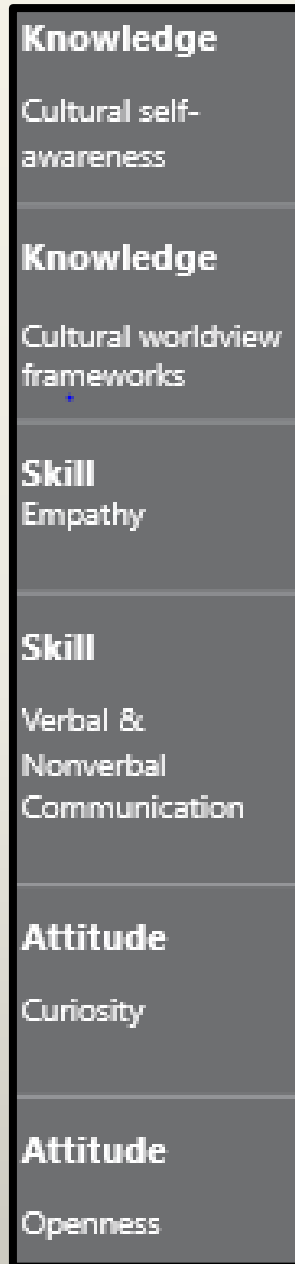 Knowledge
Cultural self-
awareness
Knowledge
Cultural worldview
frameworks
Skill
Empathy
Skill
Verbal &
Nonverbal
Communication
Attitude
Curiosity
Attitude
Openness